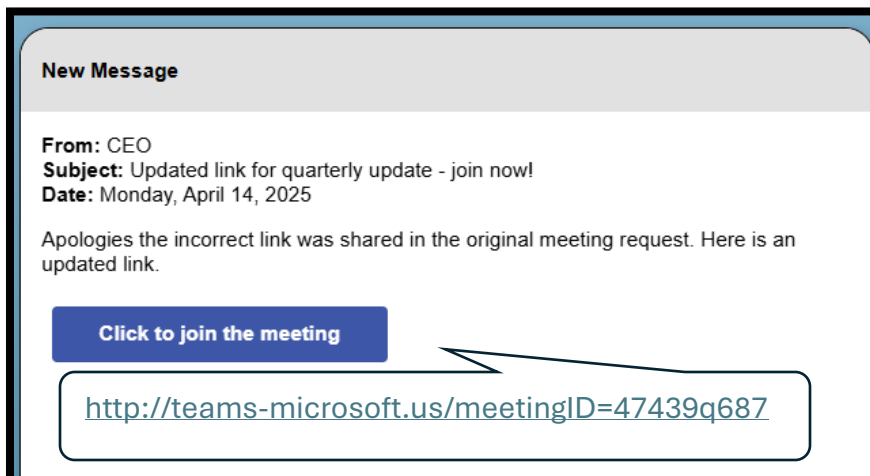 New Message
From: CEO
Subject: Updated link for quarterly update - join now!
Date: Monday, April 14, 2025
Apologies the incorrect link was shared in the original meeting request. Here is an
updated link.
Click to join the meeting
http://teams-microsoft.us/meetingID=47439q687